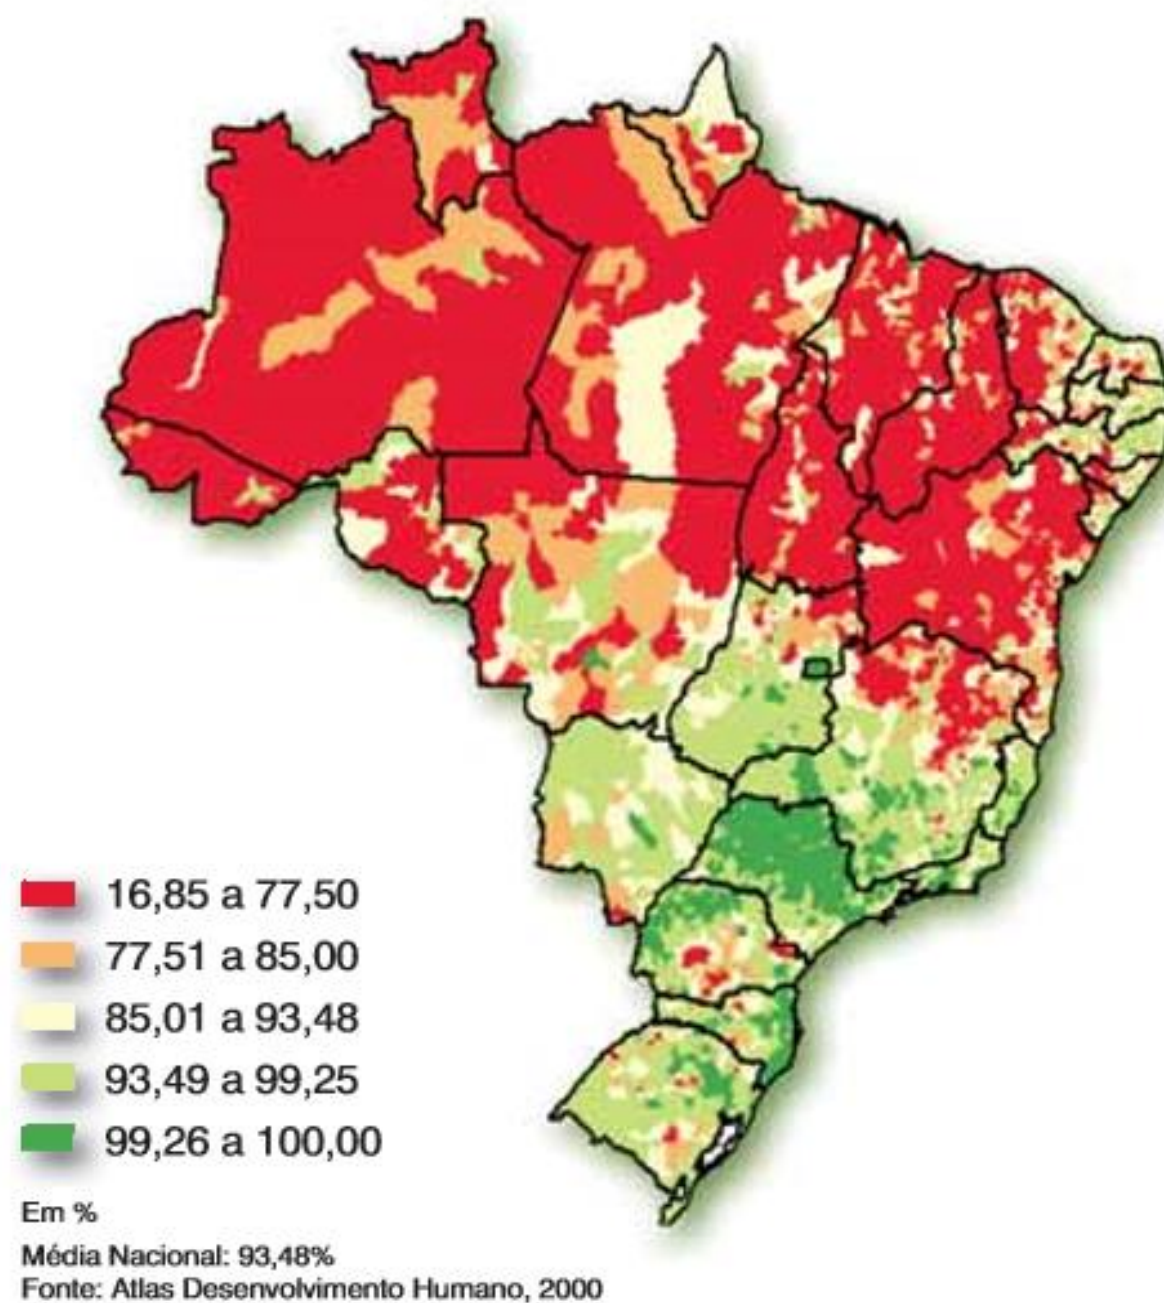 16,85 a 77,50
77,51 a 85,00
85,01 a 93,48
93,49 a 99,25
99,26 a 100,00
Em %
Média Nacional: 93,48%
Fonte: Atlas Desenvolvimento Humano, 2000